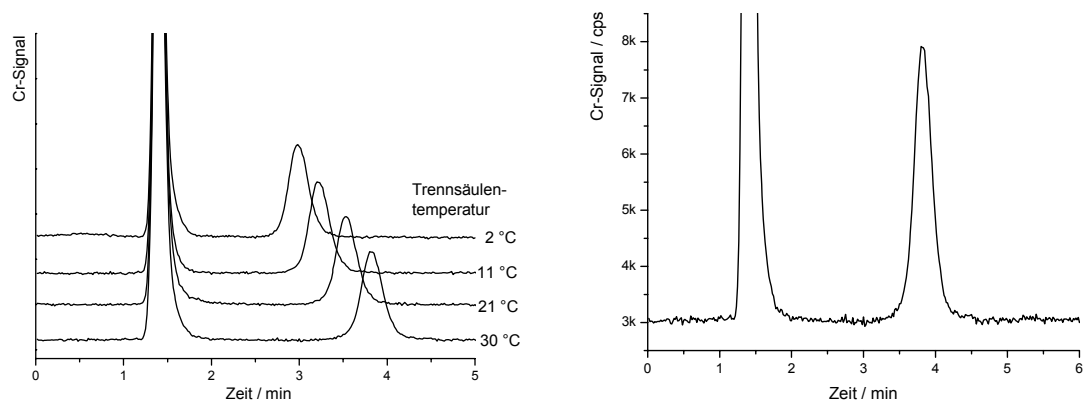 Cr-Signal
Trennsäulen-
temperatur
2 °C
11 °C
21 °C
30 °C
0 1 2 3 4 5
Zeit / min
Cr-Signal / cps
8k
7k
6k
5k
4k
3k
0 1 2 3 4 5 6
Zeit / min